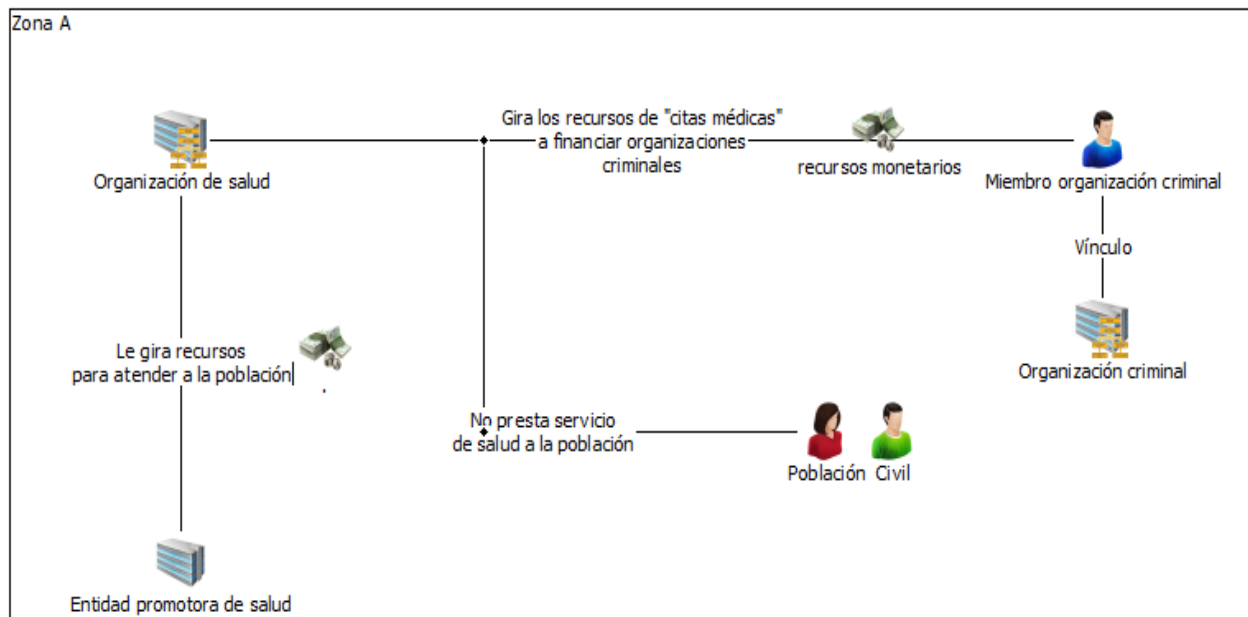 Zona A
Gira los recursos de "citas médicas"
a financiar organizaciones
criminales
recursos monetarios
Organización de salud
Miembro organización criminal
Vínculo
Le gira recursos
para atender a la población
.
Organización criminal
No presta servicio
de salud a la población
Población
Civil
Entidad promotora de salud